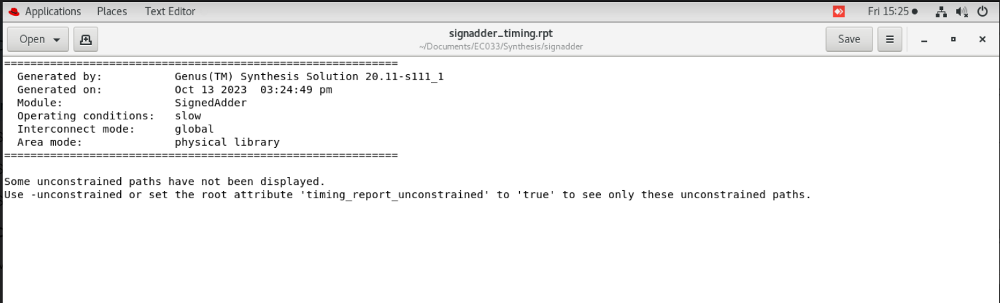 Applications Places Text Editor Fri 15:25
Open signadder_timing.rpt Save
~/Documents/EC033/Synthesis/signadder
============================================================
Generated by: Genus(TM) Synthesis Solution 20.11-s111_1
Generated on: Oct 13 2023 03:24:49 pm
Module: SignedAdder
Operating conditions: slow
Interconnect mode: global
Area mode: physical library
============================================================
Some unconstrained paths have not been displayed.
Use -unconstrained or set the root attribute 'timing_report_unconstrained' to 'true' to see only these unconstrained paths.